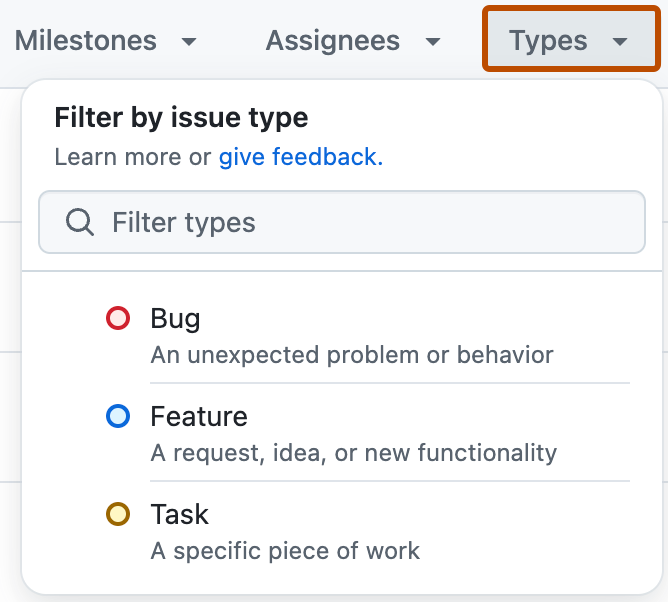 Milestones Assignees Types
Filter by issue type
Learn more or give feedback.
Filter types
Bug
An unexpected problem or behavior
Feature
A request, idea, or new functionality
Task
A specific piece of work